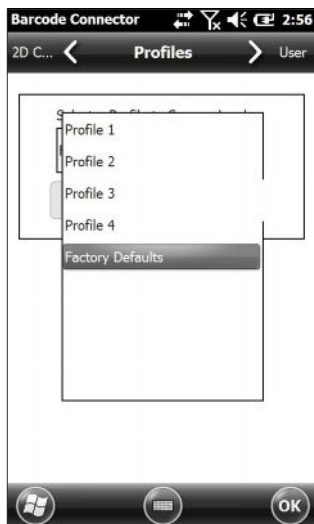 Barcode Connector 2:56
2D C... Profiles User
Profile 1
Profile 2
Profile 3
Profile 4
Factory Defaults
OK